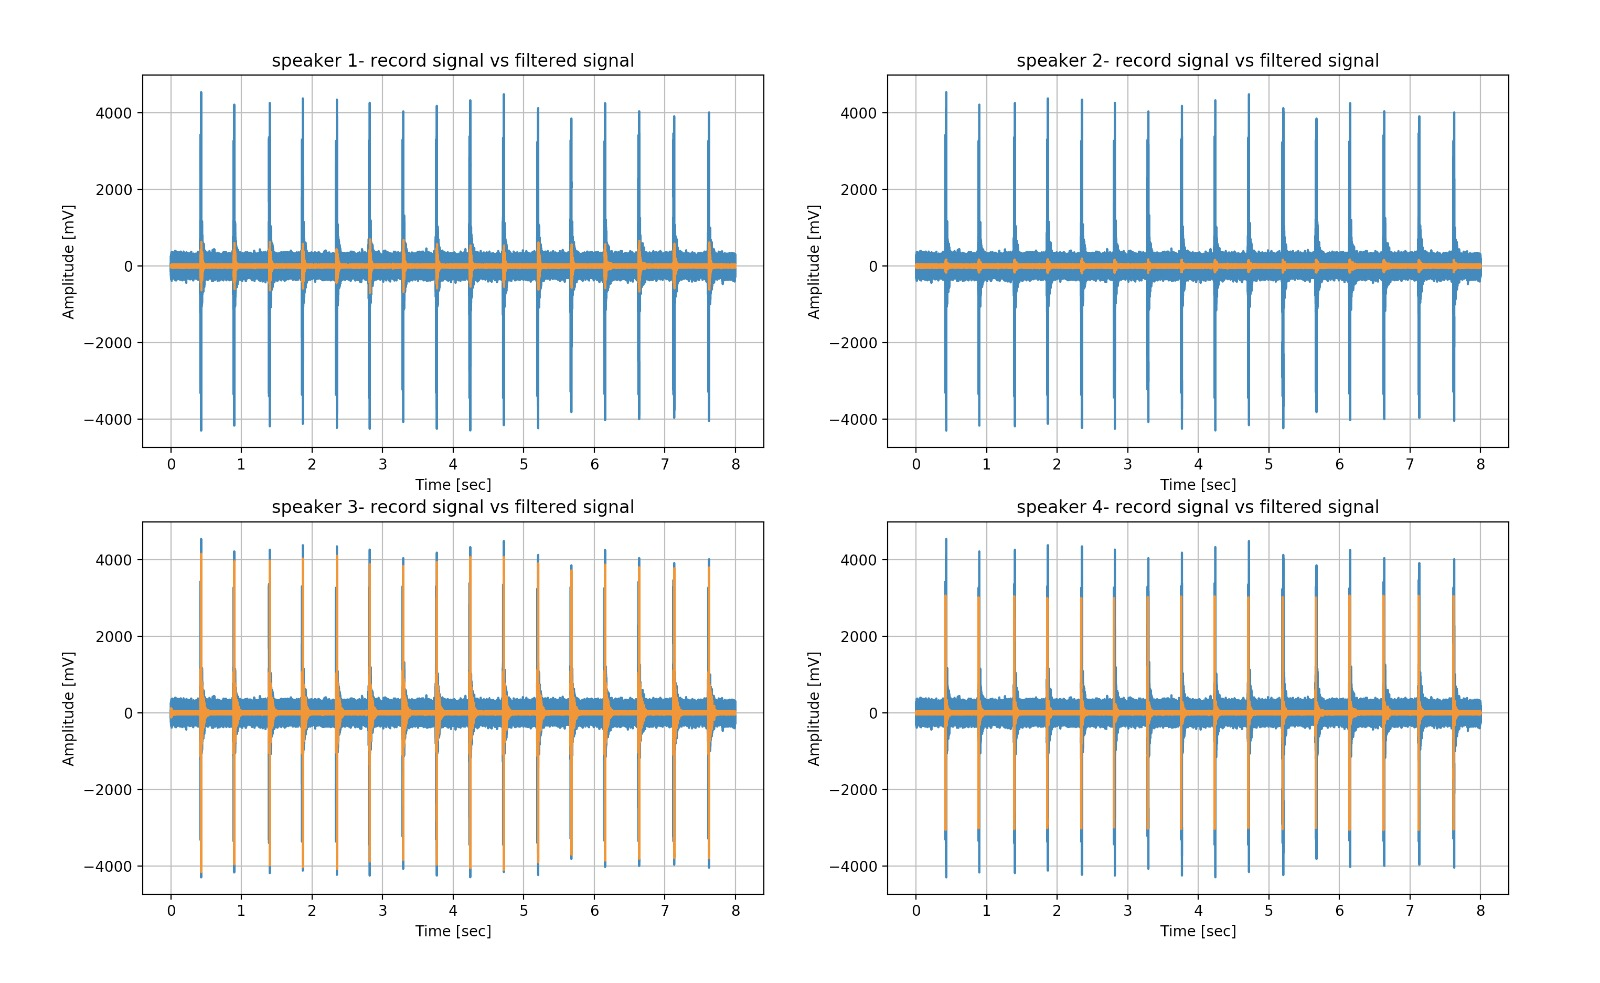 speaker 1- record signal vs filtered signal
4000
2000
0
−2000
−4000
Amplitude [mV]
0 1 2 3 4 5 6 7 8
Time [sec]
speaker 2- record signal vs filtered signal
4000
2000
0
−2000
−4000
Amplitude [mV]
0 1 2 3 4 5 6 7 8
Time [sec]
speaker 3- record signal vs filtered signal
4000
2000
0
−2000
−4000
Amplitude [mV]
0 1 2 3 4 5 6 7 8
Time [sec]
speaker 4- record signal vs filtered signal
4000
2000
0
−2000
−4000
Amplitude [mV]
0 1 2 3 4 5 6 7 8
Time [sec]